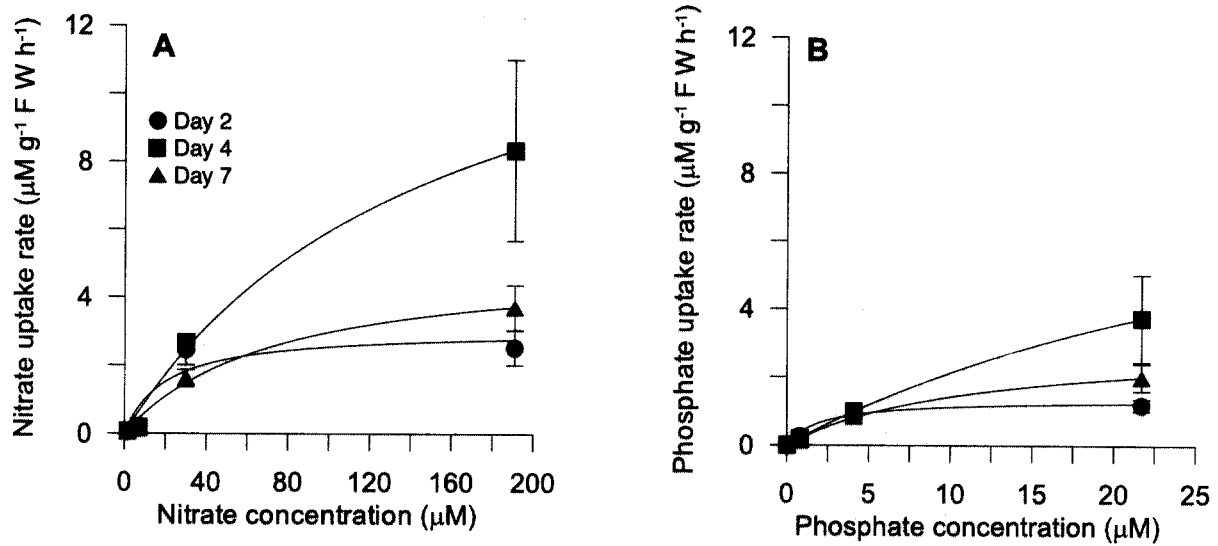 A
Nitrate uptake rate (μM g⁻¹ F W h⁻¹)
12
8
4
0
Day 2
Day 4
Day 7
0 40 80 120 160 200
Nitrate concentration (μM)
B
Phosphate uptake rate (μM g⁻¹ F W h⁻¹)
12
8
4
0
0 5 10 15 20 25
Phosphate concentration (μM)